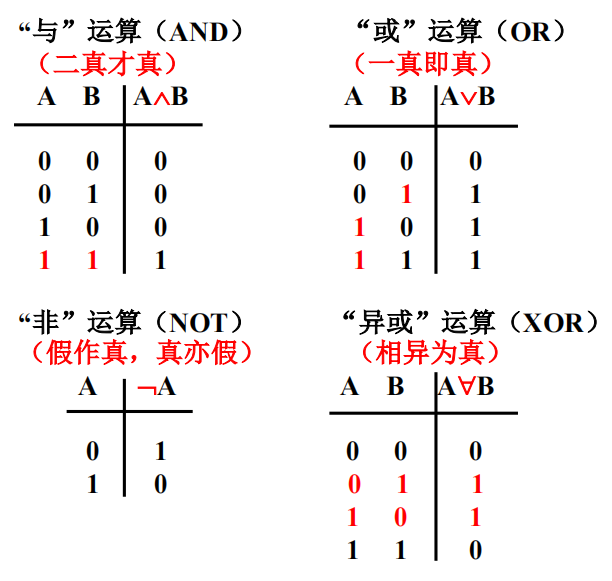 “与”运算（AND）
（二真才真）
A B A∧B
0 0 0
0 1 0
1 0 0
1 1 1
“或”运算（OR）
（一真即真）
A B A∨B
0 0 0
0 1 1
1 0 1
1 1 1
“非”运算（NOT）
（假作真，真亦假）
A ¬A
0 1
1 0
“异或”运算（XOR）
（相异为真）
A B A∀B
0 0 0
0 1 1
1 0 1
1 1 0